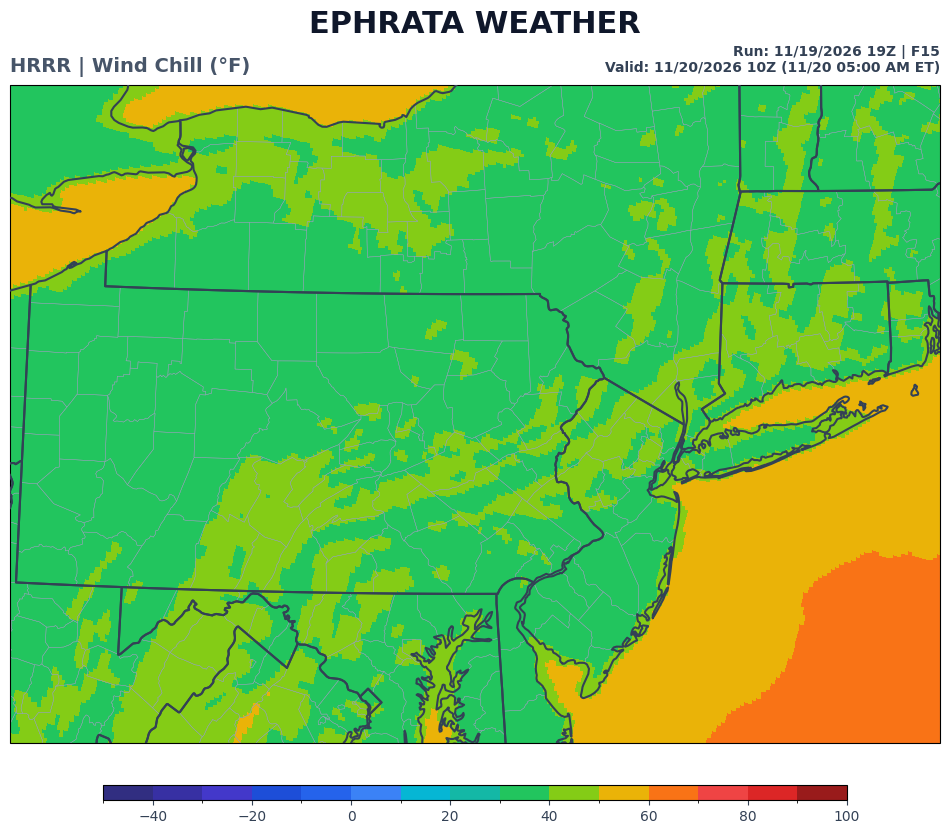 EPHRATA WEATHER
HRRR | Wind Chill (°F)
Run: 11/19/2026 19Z | F15
Valid: 11/20/2026 10Z (11/20 05:00 AM ET)
−40 −20 0 20 40 60 80 100